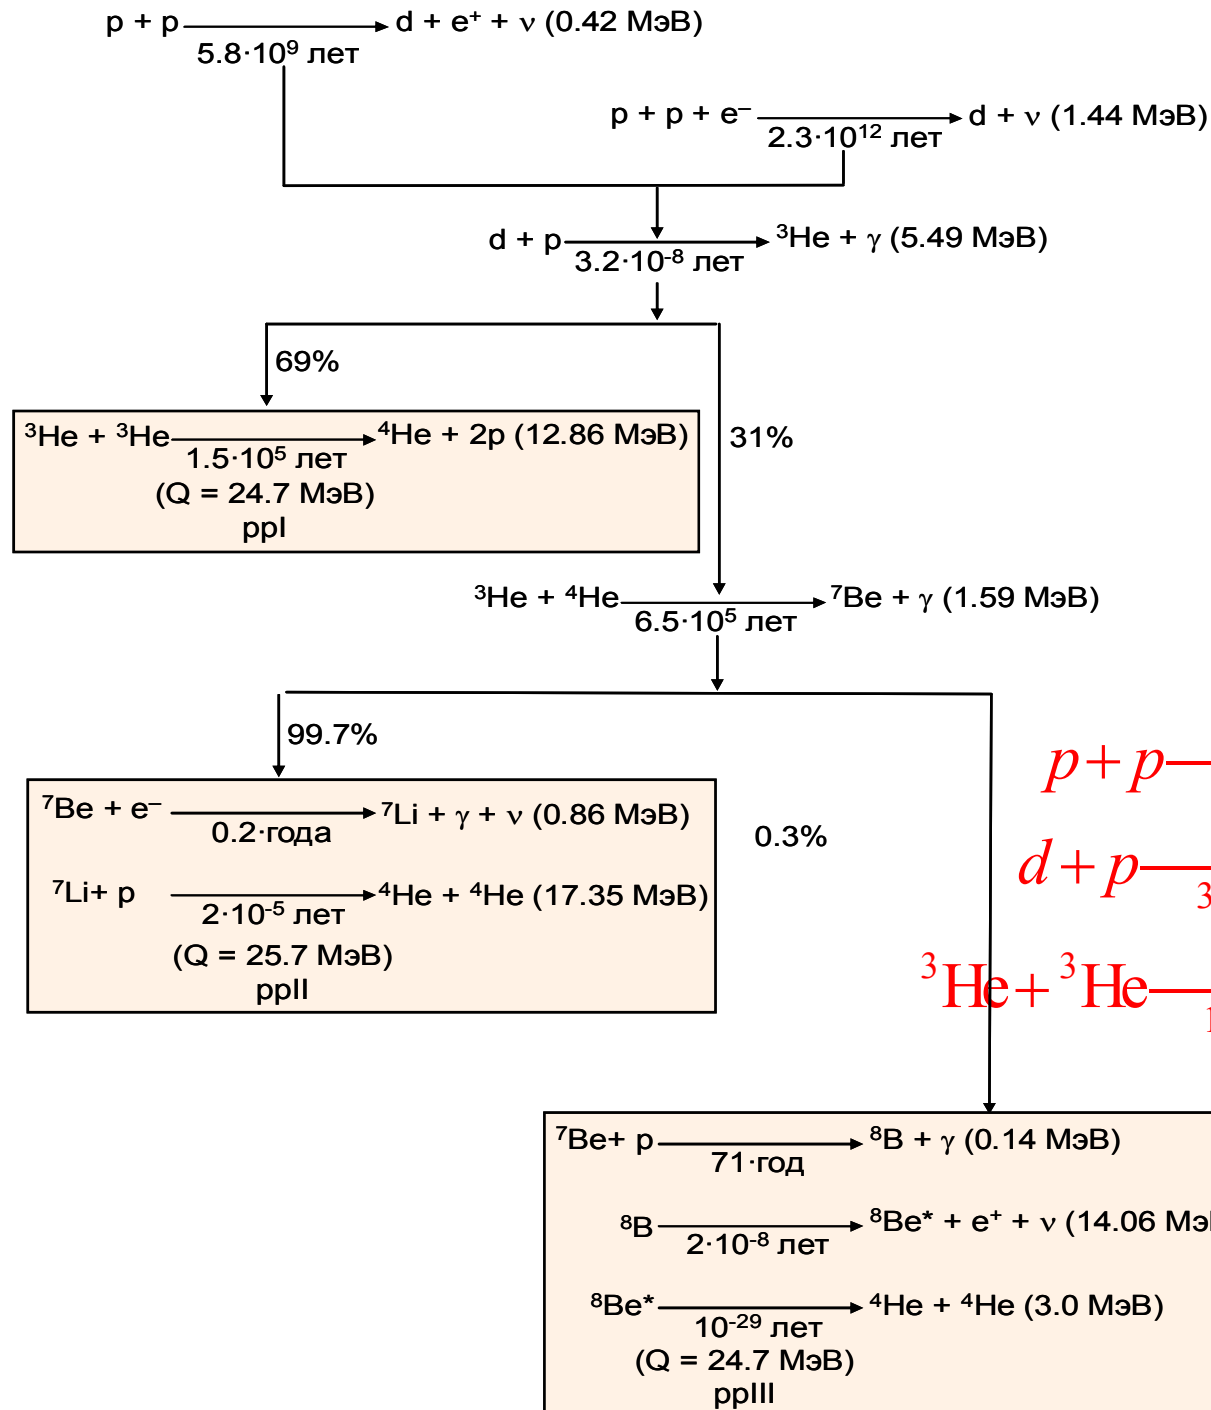 p + p → d + e⁺ + ν (0.42 МэВ)
5.8·10⁹ лет
p + p + e⁻ → d + ν (1.44 МэВ)
2.3·10¹² лет
d + p → ³He + γ (5.49 МэВ)
3.2·10⁻⁸ лет
69%
³He + ³He → ⁴He + 2p (12.86 МэВ)
1.5·10⁵ лет
(Q = 24.7 МэВ)
ppI
31%
³He + ⁴He → ⁷Be + γ (1.59 МэВ)
6.5·10⁵ лет
99.7%
⁷Be + e⁻ → ⁷Li + γ + ν (0.86 МэВ)
0.2·года
⁷Li+ p → ⁴He + ⁴He (17.35 МэВ)
2·10⁻⁵ лет
(Q = 25.7 МэВ)
ppII
0.3%
p + p
d + p
3
³He + ³He
1
⁷Be+ p → ⁸B + γ (0.14 МэВ)
71·год
⁸B → ⁸Be* + e⁺ + ν (14.06 Мэ
2·10⁻⁸ лет
⁸Be* → ⁴He + ⁴He (3.0 МэВ)
10⁻²⁹ лет
(Q = 24.7 МэВ)
ppIII